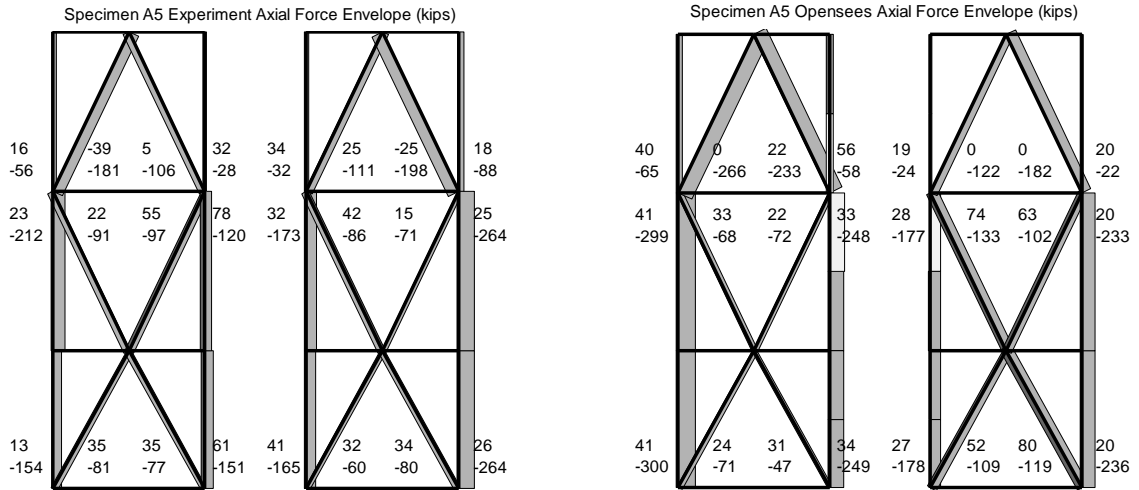 Specimen A5 Experiment Axial Force Envelope (kips)
16 -39 5 32 34 25 -25 18
-56 -181 -106 -28 -32 -111 -198 -88
23 22 55 78 32 42 15 25
-212 -91 -97 -120 -173 -86 -71 -264
13 35 35 61 41 32 34 26
-154 -81 -77 -151 -165 -60 -80 -264
Specimen A5 Opensees Axial Force Envelope (kips)
40 0 22 56 19 0 0 20
-65 -266 -233 -58 -24 -122 -182 -22
41 33 22 33 28 74 63 20
-299 -68 -72 -248 -177 -133 -102 -233
41 24 31 34 27 52 80 20
-300 -71 -47 -249 -178 -109 -119 -236